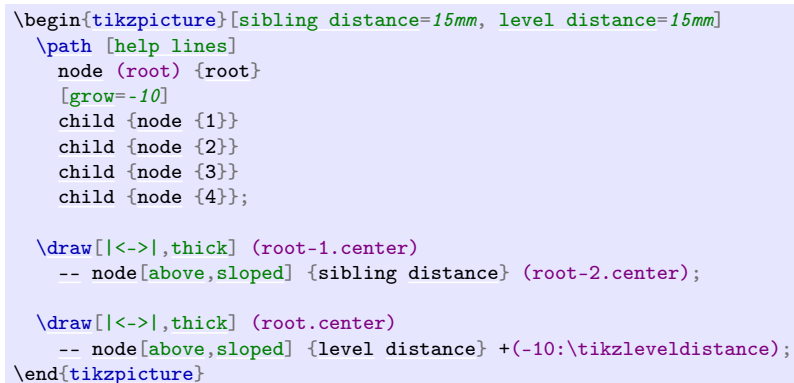 \begin{tikzpicture}[sibling distance=15mm, level distance=15mm]
  \path [help lines]
    node (root) {root}
    [grow=-10]
    child {node {1}}
    child {node {2}}
    child {node {3}}
    child {node {4}};

  \draw[|<->|,thick] (root-1.center)
    -- node[above,sloped] {sibling distance} (root-2.center);

  \draw[|<->|,thick] (root.center)
    -- node[above,sloped] {level distance} +(-10:\tikzleveldistance);
\end{tikzpicture}